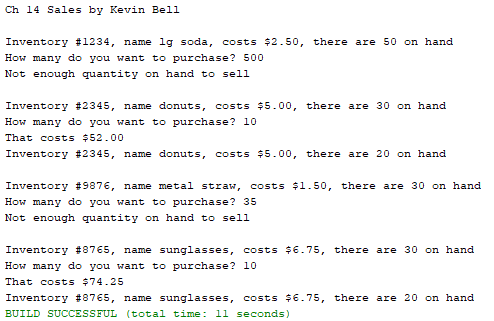 Ch 14 Sales by Kevin Bell
Inventory #1234, name lg soda, costs $2.50, there are 50 on hand
How many do you want to purchase? 500
Not enough quantity on hand to sell
Inventory #2345, name donuts, costs $5.00, there are 30 on hand
How many do you want to purchase? 10
That costs $52.00
Inventory #2345, name donuts, costs $5.00, there are 20 on hand
Inventory #9876, name metal straw, costs $1.50, there are 30 on hand
How many do you want to purchase? 35
Not enough quantity on hand to sell
Inventory #8765, name sunglasses, costs $6.75, there are 30 on hand
How many do you want to purchase? 10
That costs $74.25
Inventory #8765, name sunglasses, costs $6.75, there are 20 on hand
BUILD SUCCESSFUL (total time: 11 seconds)